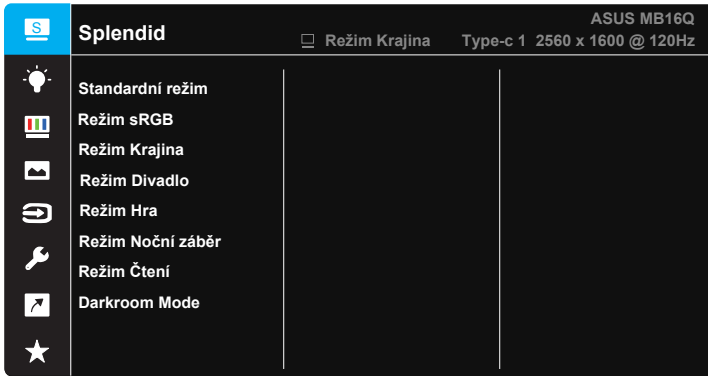 S
Splendid
ASUS MB16Q
Režim Krajina Type-c 1 2560 x 1600 @ 120Hz
Standardní režim
Režim sRGB
Režim Krajina
Režim Divadlo
Režim Hra
Režim Noční záběr
Režim Čtení
Darkroom Mode